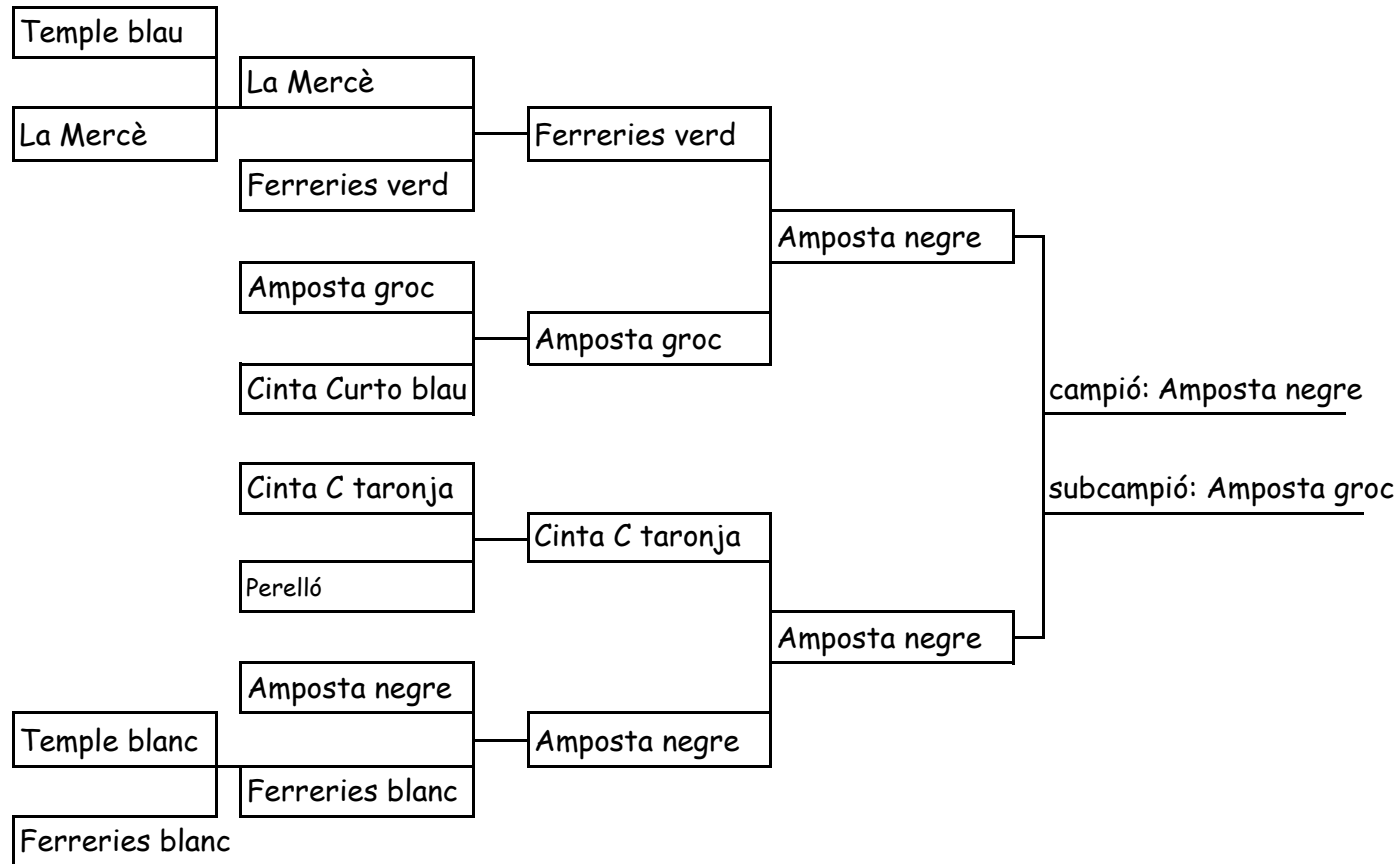 Temple blau
La Mercè
La Mercè
Ferreries verd
Ferreries verd
Amposta negre
Amposta groc
Amposta groc
Cinta Curto blau
campió: Amposta negre
Cinta C taronja
subcampió: Amposta groc
Cinta C taronja
Perelló
Amposta negre
Amposta negre
Temple blanc
Amposta negre
Ferreries blanc
Ferreries blanc